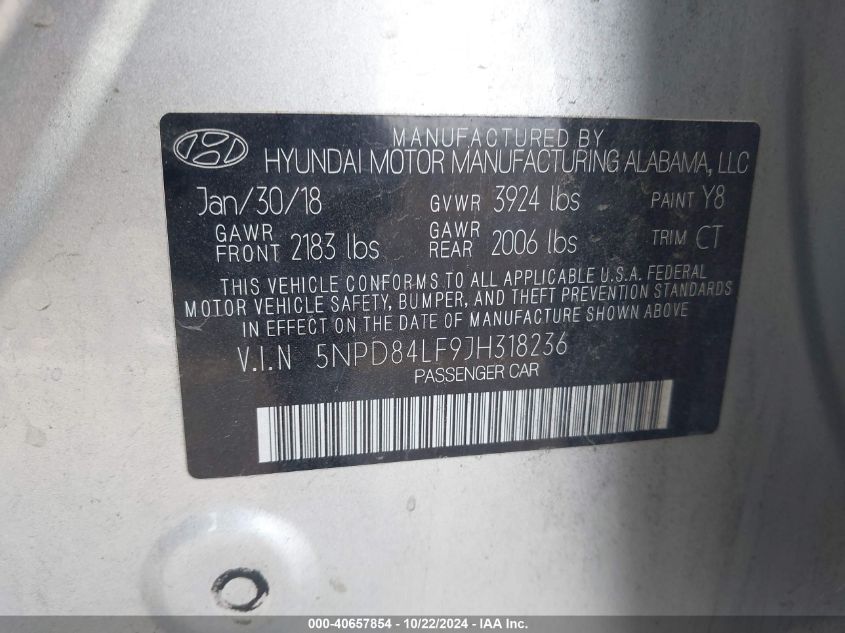 MANUFACTURED BY
HYUNDAI MOTOR MANUFACTURING ALABAMA, LLC
Jan/30/18 GVWR 3924 lbs PAINT Y8
GAWR FRONT 2183 lbs GAWR REAR 2006 lbs TRIM CT
THIS VEHICLE CONFORMS TO ALL APPLICABLE U.S.A. FEDERAL
MOTOR VEHICLE SAFETY, BUMPER, AND THEFT PREVENTION STANDARDS
IN EFFECT ON THE DATE OF MANUFACTURE SHOWN ABOVE
V.I.N 5NPD84LF9JH318236
PASSENGER CAR
000-40657854 - 10/22/2024 - IAA Inc.